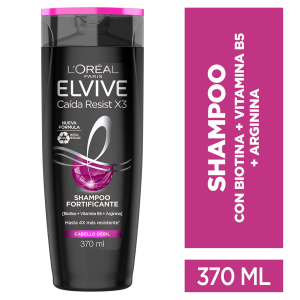 L'ORÉAL
PARIS
ELVIVE
Caída Resist X3
NUEVA
FÓRMULA
SHAMPOO
FORTIFICANTE
(Biotina + Vitamina B5 + Arginina)
Hasta 4X más resistente*
CABELLO DÉBIL
370 ml
SHAMPOO
CON BIOTINA + VITAMINA B5
+ ARGININA
370 ML